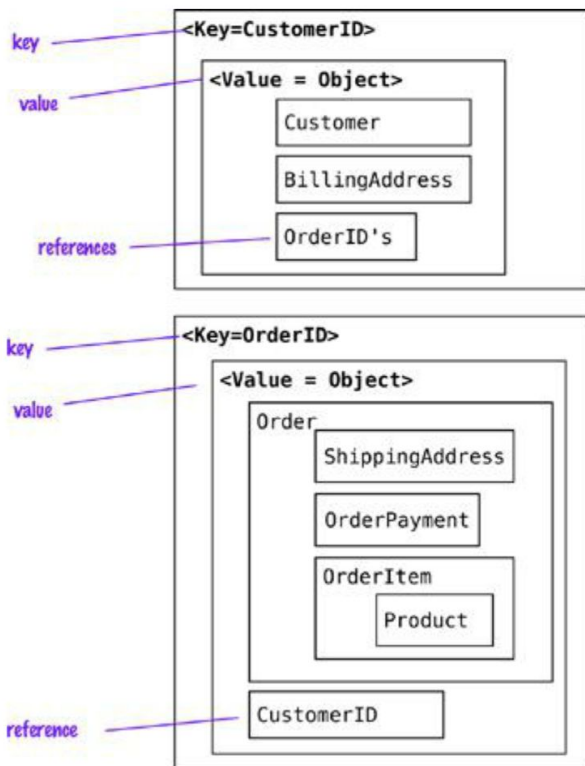 key
<Key=CustomerID>
value
<Value = Object>
Customer
BillingAddress
references
OrderID's
key
<Key=OrderID>
value
<Value = Object>
Order
ShippingAddress
OrderPayment
OrderItem
Product
reference
CustomerID